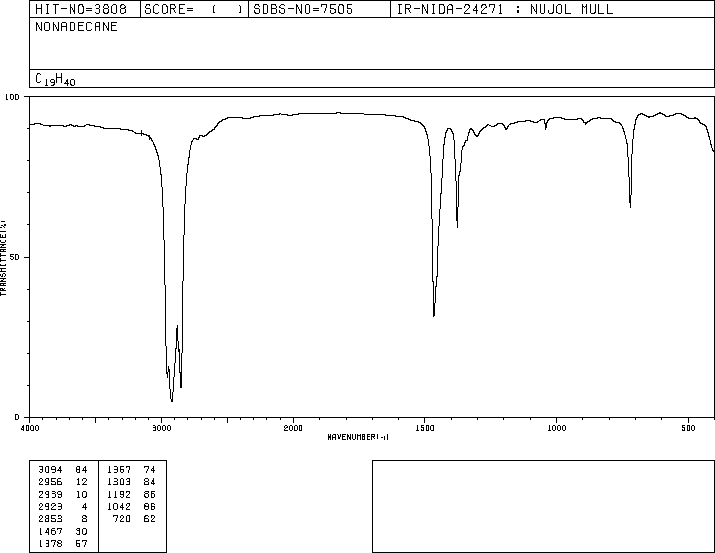 HIT-NO=3808 SCORE= ( ) SDBS-NO=7505 IR-NIDA-24271 : NUJOL MULL
NONADECANE
C19H40
100
50
0
TRANSMITTANCE(%)
4000 3000 2000 1500 1000 500
WAVENUMBER(-1)
3094 84 1367 74
2956 12 1303 84
2939 10 1192 86
2923 4 1042 86
2853 8 720 62
1467 30
1378 57